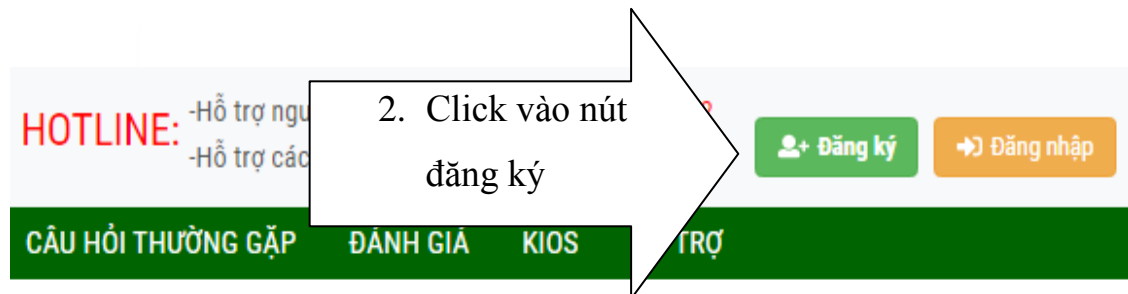 HOTLINE:
-Hỗ trợ
-Hỗ trợ các
2. Click vào nút
đăng ký
Đăng ký
Đăng nhập
CÂU HỎI THƯỜNG GẶP ĐÁNH GIÁ KIOS TRỢ